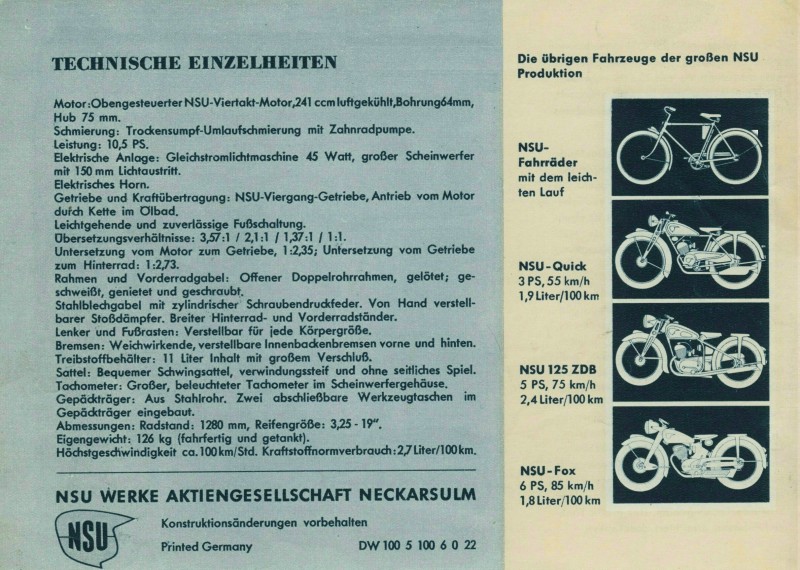 TECHNISCHE EINZELHEITEN
Motor: Obengesteuerter NSU-Viertakt-Motor, 241 ccm luftgekühlt, Bohrung 64 mm,
Hub 75 mm.
Schmierung: Trockensumpf-Umlaufschmierung mit Zahnradpumpe.
Leistung: 10,5 PS.
Elektrische Anlage: Gleichstromlichtmaschine 45 Watt, großer Scheinwerfer
mit 150 mm Lichtaustritt.
Elektrisches Horn.
Getriebe und Kraftübertragung: NSU-Viergang-Getriebe, Antrieb vom Motor
durch Kette im Ölbad.
Leichtgehende und zuverlässige Fußschaltung.
Übersetzungsverhältnisse: 3,57:1 / 2,1:1 / 1,37:1 / 1:1.
Untersetzung vom Motor zum Getriebe, 1:2,35; Untersetzung vom Getriebe
zum Hinterrad: 1:2,73.
Rahmen und Vorderradgabel: Offener Doppelrohrrahmen, gelötet; ge-
schweißt, genietet und geschraubt.
Stahlblechgabel mit zylindrischer Schraubendruckfeder. Von Hand verstell-
barer Stoßdämpfer. Breiter Hinterrad- und Vorderradständer.
Lenker und Fußrasten: Verstellbar für jede Körpergröße.
Bremsen: Weichwirkende, verstellbare Innenbackenbremsen vorne und hinten.
Treibstoffbehälter: 11 Liter Inhalt mit großem Verschluß.
Sattel: Bequemer Schwingsattel, verwindungssteif und ohne seitliches Spiel.
Tachometer: Großer, beleuchteter Tachometer im Scheinwerfergehäuse.
Gepäckträger: Aus Stahlrohr. Zwei abschließbare Werkzeugtaschen im
Gepäckträger eingebaut.
Abmessungen: Radstand: 1280 mm, Reifengröße: 3,25 - 19".
Eigengewicht: 126 kg (fahrfertig und getankt).
Höchstgeschwindigkeit ca. 100 km/Std. Kraftstoffnormverbrauch: 2,7 Liter/100 km.
NSU WERKE AKTIENGESELLSCHAFT NECKARSULM
NSU
Konstruktionsänderungen vorbehalten
Printed Germany DW 100 5 100 6 0 22
Die übrigen Fahrzeuge der großen NSU
Produktion
NSU-
Fahrräder
mit dem leich-
ten Lauf
NSU-Quick
3 PS, 55 km/h
1,9 Liter/100 km
NSU 125 ZDB
5 PS, 75 km/h
2,4 Liter/100 km
NSU-Fox
6 PS, 85 km/h
1,8 Liter/100 km